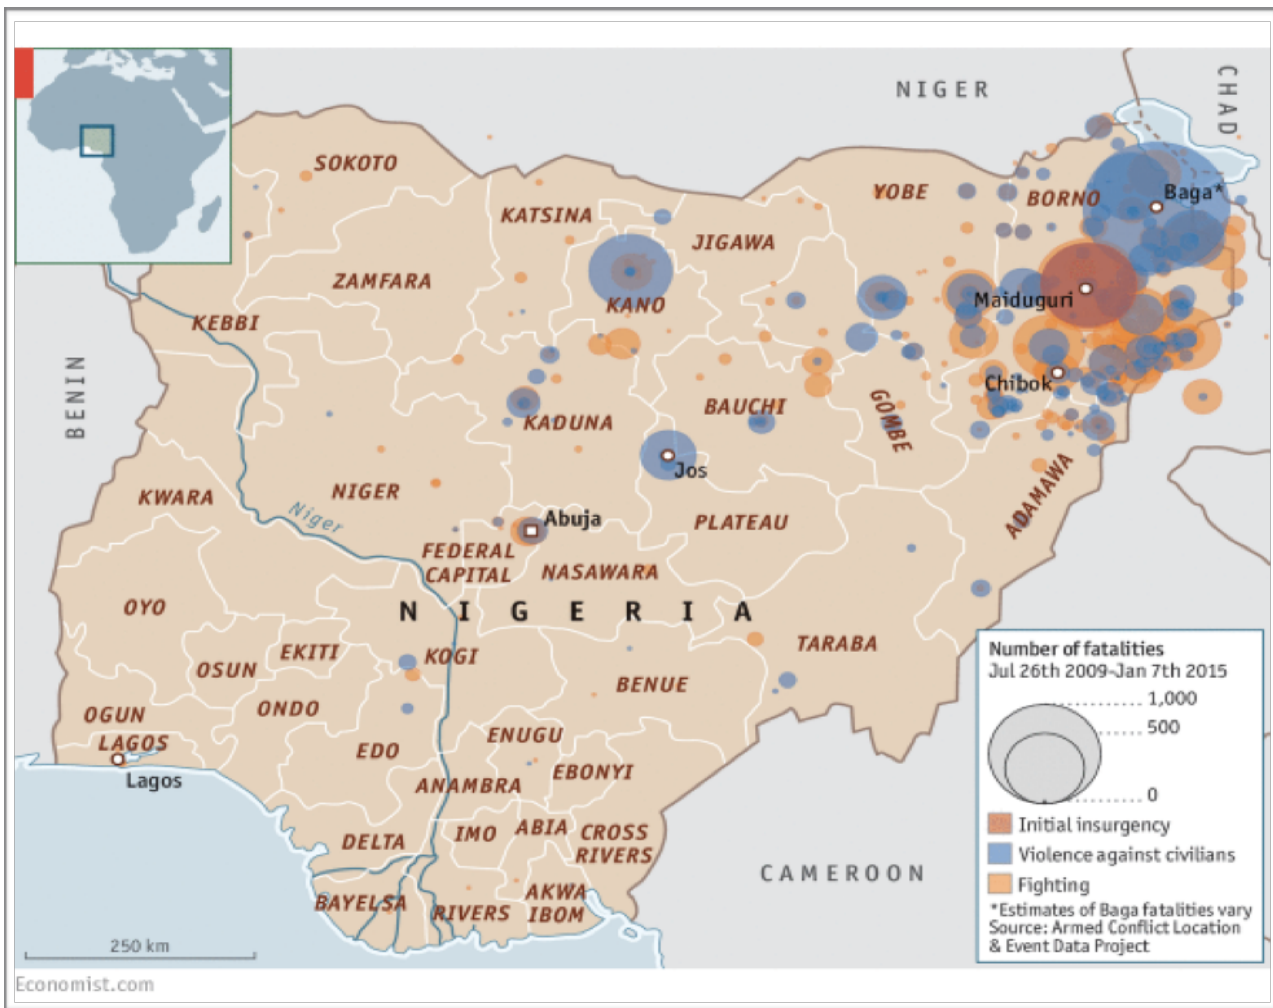 NIGER
CHAD
SOKOTO
KATSINA
YOBE
BORNO
Baga*
JIGAWA
ZAMFARA
KANO
Maiduguri
KEBBI
BENIN
Chibok
KADUNA
BAUCHI
GOMBE
Jos
KWARA
NIGER
Niger
Abuja
PLATEAU
ADAMAWA
FEDERAL
CAPITAL
NASAWARA
OYO
NIGERIA
EKITI
OSUN
KOGI
TARABA
BENUE
OGUN
ONDO
LAGOS
Lagos
EDO
ENUGU
ANAMBRA
EBONYI
DELTA
IMO
ABIA
CROSS
RIVERS
BAYELSA
RIVERS
AKWA
IBOM
CAMEROON
Number of fatalities
Jul 26th 2009-Jan 7th 2015
1,000
500
0
Initial insurgency
Violence against civilians
Fighting
*Estimates of Baga fatalities vary
Source: Armed Conflict Location
& Event Data Project
250 km
Economist.com